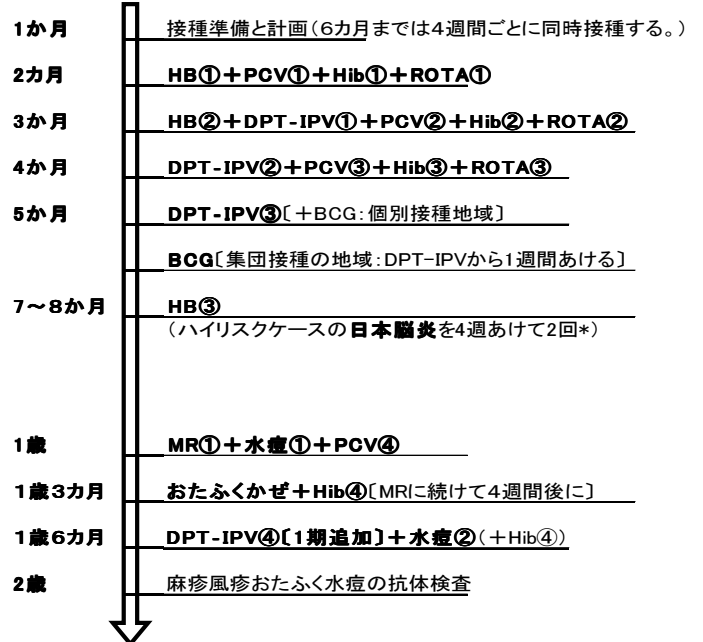 1か月 接種準備と計画(6カ月までは4週間ごとに同時接種する。)
2カ月 HB①+PCV①+Hib①+ROTA①
3か月 HB②+DPT-IPV①+PCV②+Hib②+ROTA②
4か月 DPT-IPV②+PCV③+Hib③+ROTA③
5か月 DPT-IPV③〔+BCG:個別接種地域〕
BCG〔集団接種の地域:DPT-IPVから1週間あける〕
7~8か月 HB③
(ハイリスクケースの日本脳炎を4週あけて2回*)
1歳 MR①+水痘①+PCV④
1歳3カ月 おたふくかぜ+Hib④〔MRに続けて4週間後に〕
1歳6カ月 DPT-IPV④〔1期追加〕+水痘②(+Hib④)
2歳 麻疹風疹おたふく水痘の抗体検査